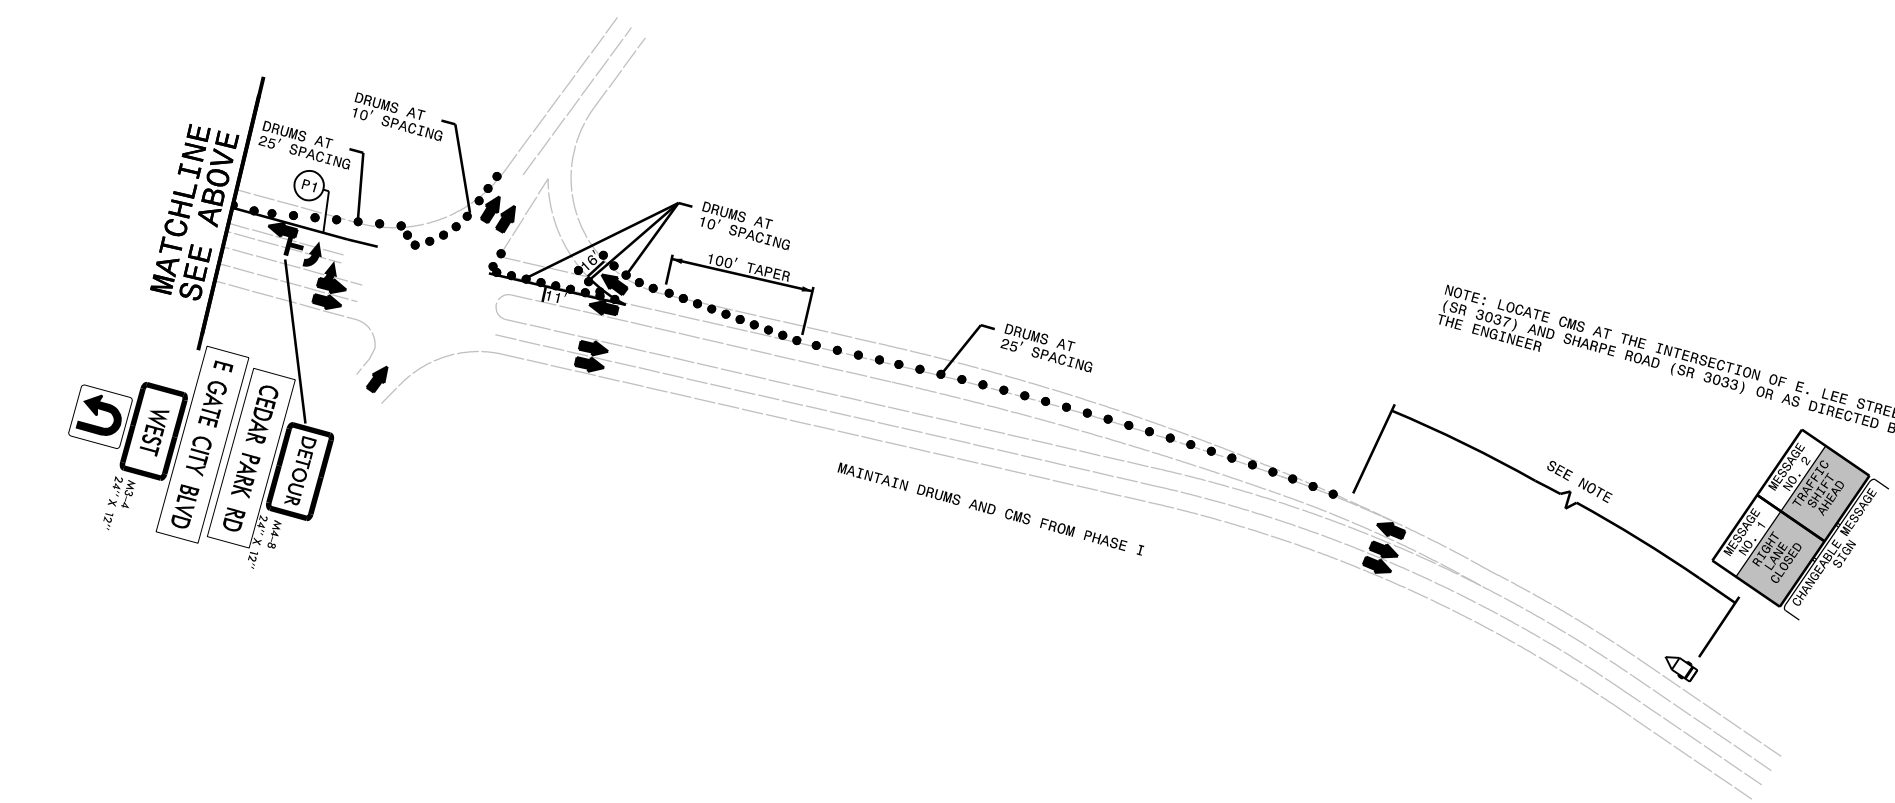 MATCHLINE
SEE ABOVE
DRUMS AT
25' SPACING
DRUMS AT
10' SPACING
P1
DRUMS AT
10' SPACING
16'
11'
100' TAPER
DRUMS AT
25' SPACING
NOTE: LOCATE CMS AT THE INTERSECTION OF E. LEE STREE
(SR 3037) AND SHARPE ROAD (SR 3033) OR AS DIRECTED B
THE ENGINEER
SEE NOTE
MESSAGE
NO. 2
TRAFFIC
SHIFT
AHEAD
MESSAGE
NO. 1
RIGHT
LANE
CLOSED
CHANGEABLE MESSAGE
SIGN
MAINTAIN DRUMS AND CMS FROM PHASE I
DETOUR
M4-8
24'' X 12''
CEDAR PARK RD
E GATE CITY BLVD
WEST
M3-4
24'' X 12''